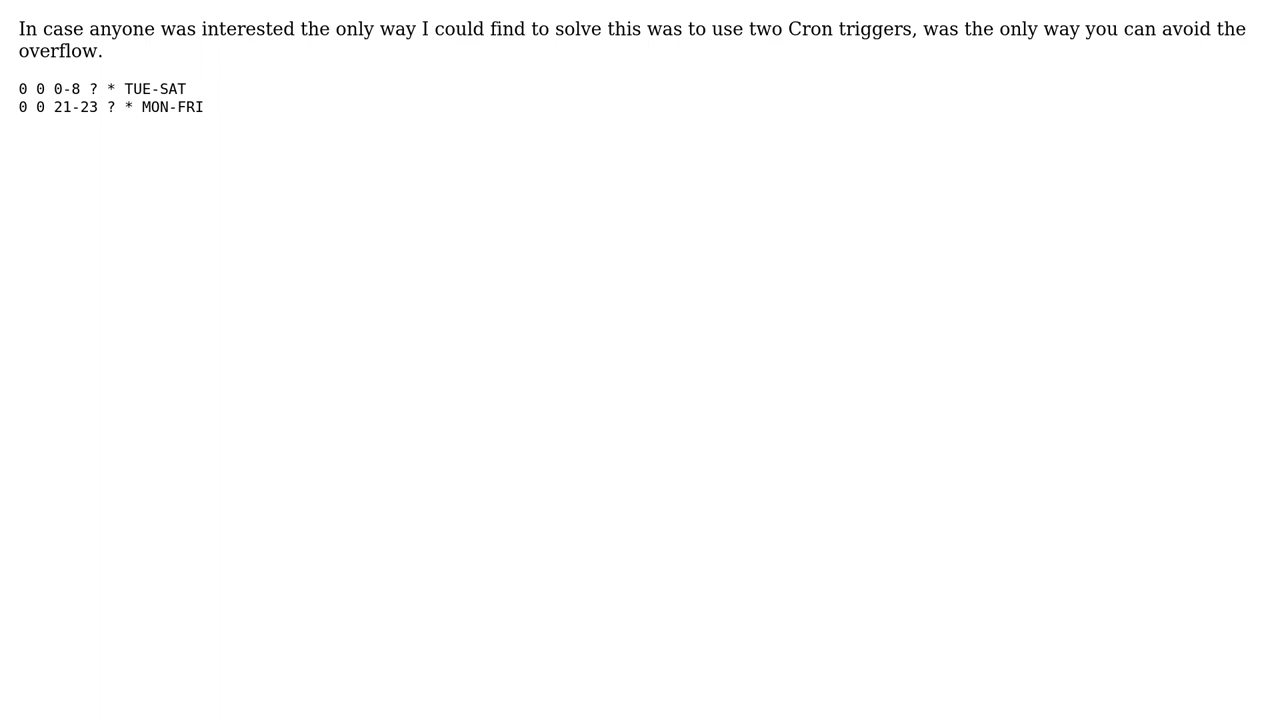 In case anyone was interested the only way I could find to solve this was to use two Cron triggers, was the only way you can avoid the
overflow.
0 0 0-8 ? * TUE-SAT
0 0 21-23 ? * MON-FRI